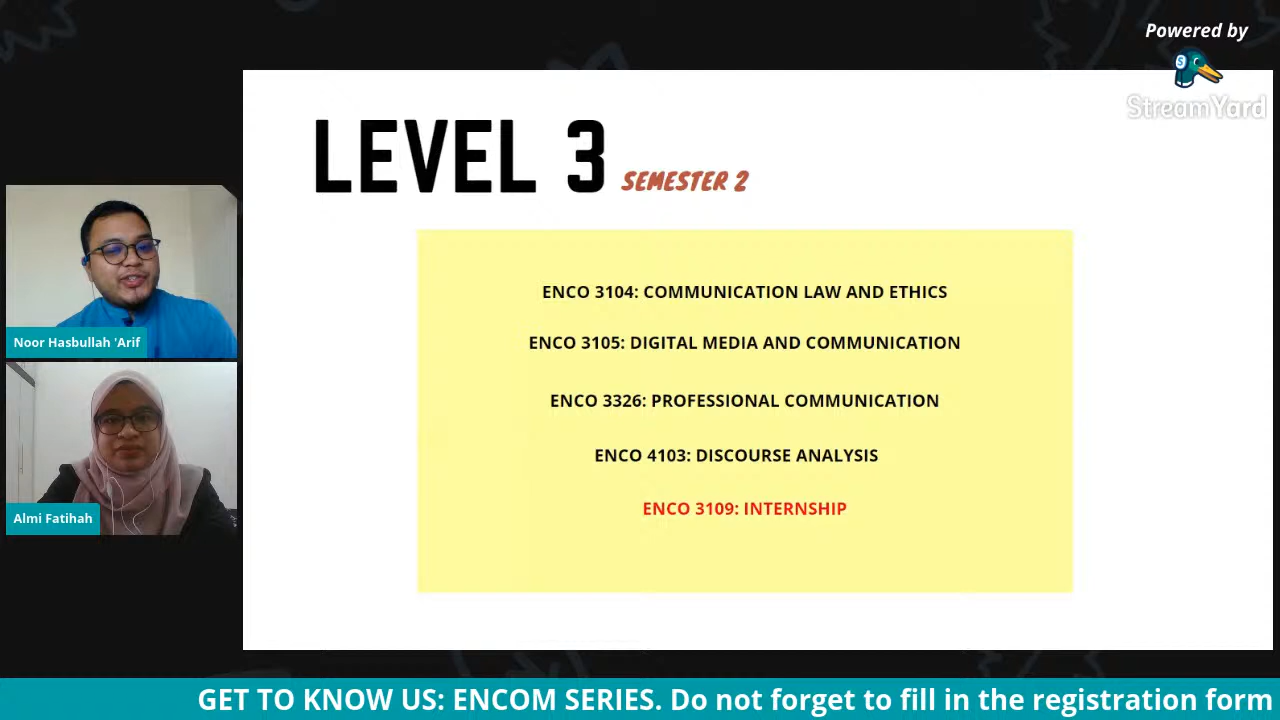 Powered by
StreamYard
LEVEL 3 SEMESTER 2
ENCO 3104: COMMUNICATION LAW AND ETHICS
ENCO 3105: DIGITAL MEDIA AND COMMUNICATION
ENCO 3326: PROFESSIONAL COMMUNICATION
ENCO 4103: DISCOURSE ANALYSIS
ENCO 3109: INTERNSHIP
Noor Hasbullah 'Arif
Almi Fatihah
GET TO KNOW US: ENCOM SERIES. Do not forget to fill in the registration form